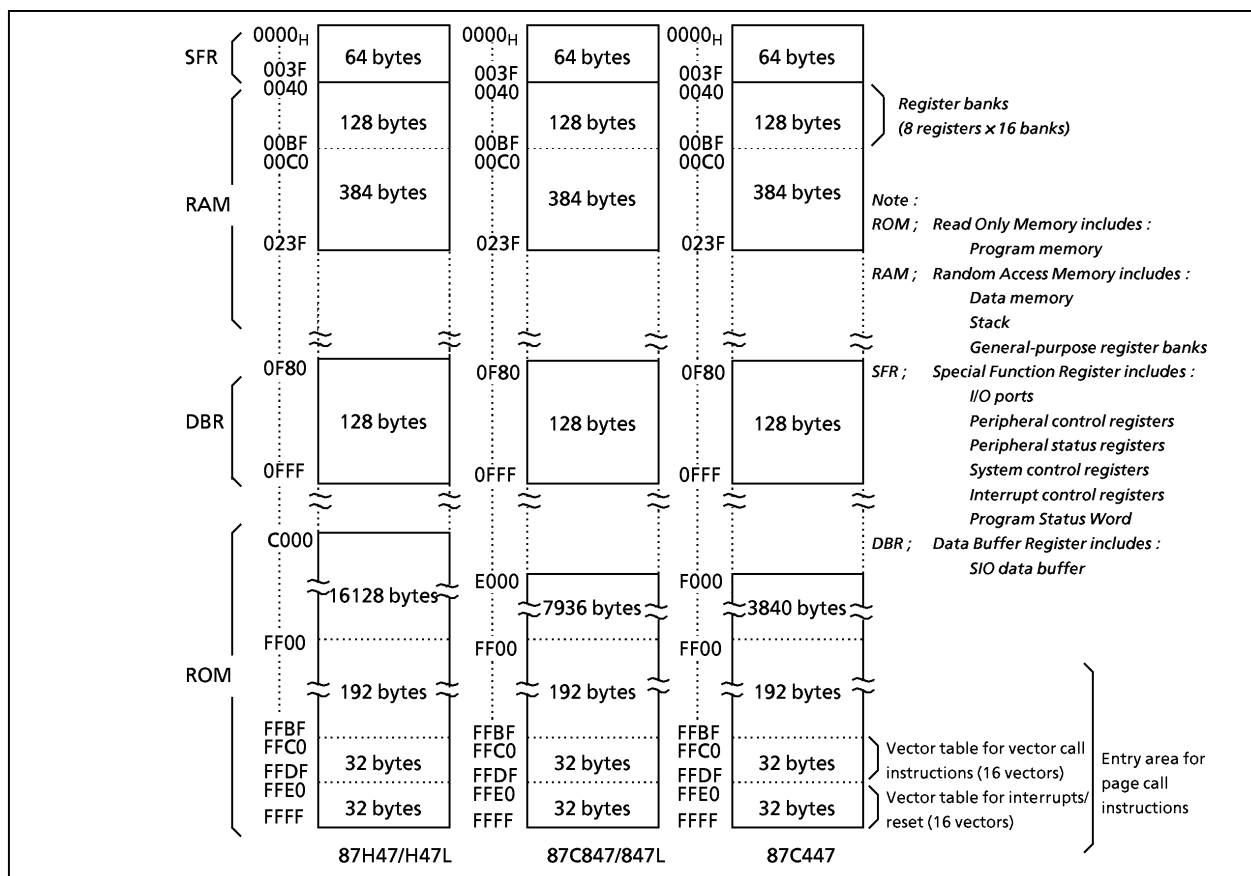 SFR
RAM
DBR
ROM
0000H
003F
0040
00BF
00C0
023F
0F80
0FFF
C000
FF00
FFBF
FFC0
FFDF
FFE0
FFFF
64 bytes
128 bytes
384 bytes
128 bytes
16128 bytes
192 bytes
32 bytes
32 bytes
87H47/H47L
0000H
003F
0040
00BF
00C0
023F
0F80
0FFF
E000
FF00
FFBF
FFC0
FFDF
FFE0
FFFF
64 bytes
128 bytes
384 bytes
128 bytes
7936 bytes
192 bytes
32 bytes
32 bytes
87C847/847L
0000H
003F
0040
00BF
00C0
023F
0F80
0FFF
F000
FF00
FFBF
FFC0
FFDF
FFE0
FFFF
64 bytes
128 bytes
384 bytes
128 bytes
3840 bytes
192 bytes
32 bytes
32 bytes
87C447
Register banks
(8 registers × 16 banks)
Note :
ROM ; Read Only Memory includes :
Program memory
RAM ; Random Access Memory includes :
Data memory
Stack
General-purpose register banks
SFR ; Special Function Register includes :
I/O ports
Peripheral control registers
Peripheral status registers
System control registers
Interrupt control registers
Program Status Word
DBR ; Data Buffer Register includes :
SIO data buffer
Vector table for vector call
instructions (16 vectors)
Vector table for interrupts/
reset (16 vectors)
Entry area for
page call
instructions